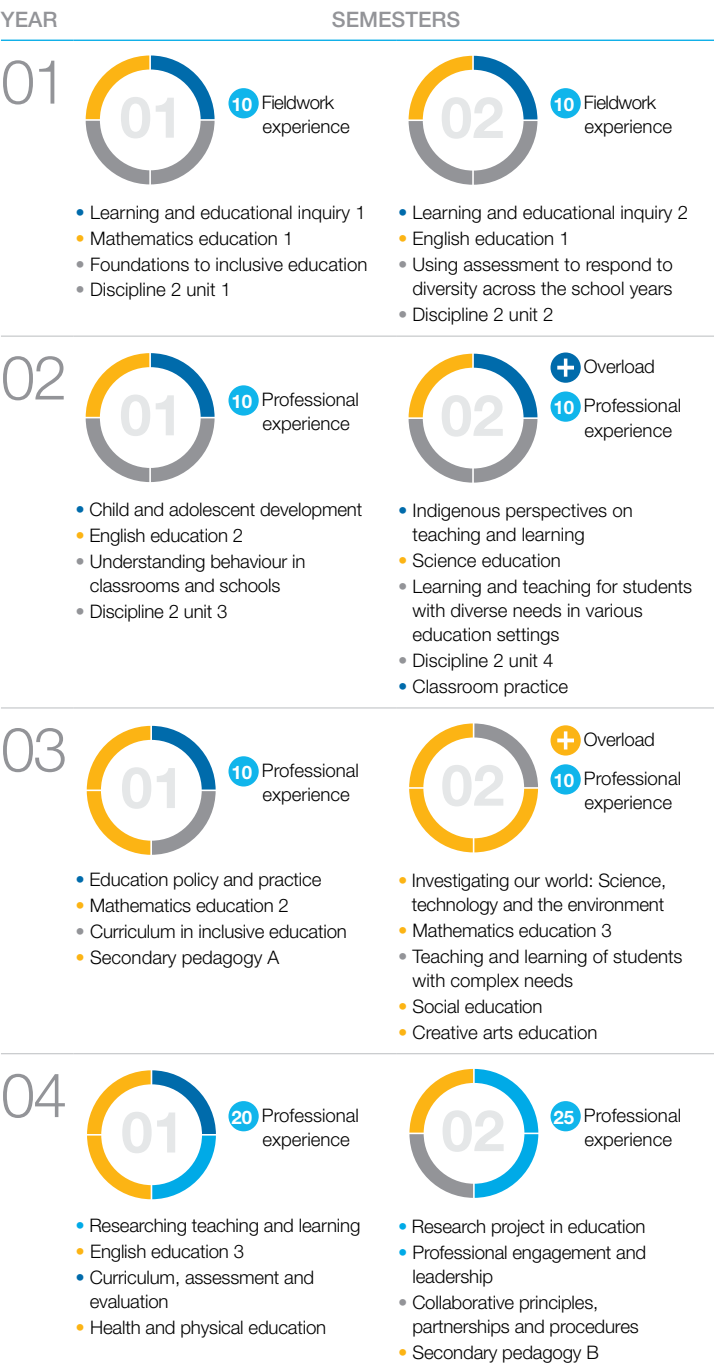 YEAR SEMESTERS
01
01
10 Fieldwork
experience
• Learning and educational inquiry 1
• Mathematics education 1
• Foundations to inclusive education
• Discipline 2 unit 1
02
10 Fieldwork
experience
• Learning and educational inquiry 2
• English education 1
• Using assessment to respond to
diversity across the school years
• Discipline 2 unit 2
02
01
10 Professional
experience
• Child and adolescent development
• English education 2
• Understanding behaviour in
classrooms and schools
• Discipline 2 unit 3
02
+ Overload
10 Professional
experience
• Indigenous perspectives on
teaching and learning
• Science education
• Learning and teaching for students
with diverse needs in various
education settings
• Discipline 2 unit 4
• Classroom practice
03
01
10 Professional
experience
• Education policy and practice
• Mathematics education 2
• Curriculum in inclusive education
• Secondary pedagogy A
02
+ Overload
10 Professional
experience
• Investigating our world: Science,
technology and the environment
• Mathematics education 3
• Teaching and learning of students
with complex needs
• Social education
• Creative arts education
04
01
20 Professional
experience
• Researching teaching and learning
• English education 3
• Curriculum, assessment and
evaluation
• Health and physical education
02
25 Professional
experience
• Research project in education
• Professional engagement and
leadership
• Collaborative principles,
partnerships and procedures
• Secondary pedagogy B